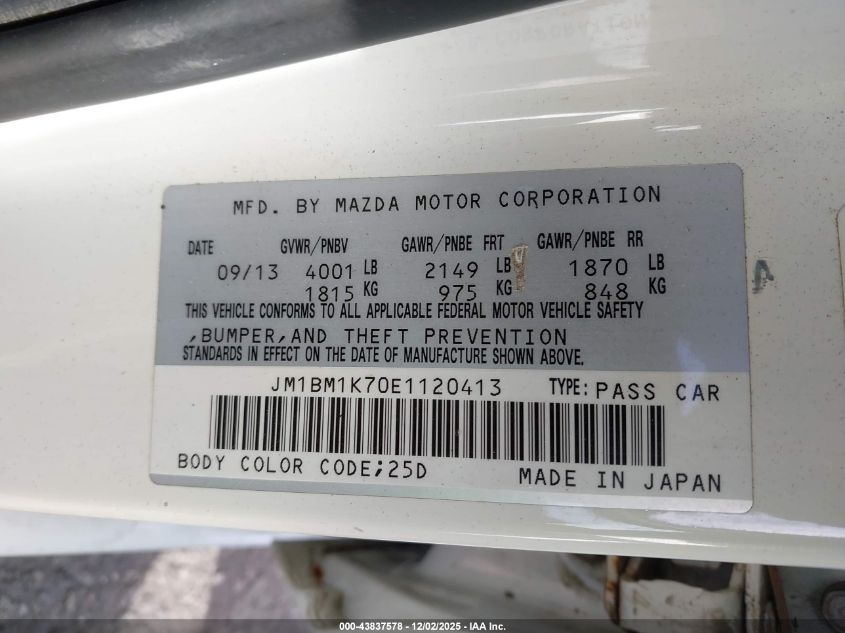 MFD. BY MAZDA MOTOR CORPORATION
DATE GVWR/PNBV GAWR/PNBE FRT GAWR/PNBE RR
09/13 4001 LB 2149 LB 1870 LB
1815 KG 975 KG 848 KG
THIS VEHICLE CONFORMS TO ALL APPLICABLE FEDERAL MOTOR VEHICLE SAFETY
,BUMPER,AND THEFT PREVENTION
STANDARDS IN EFFECT ON THE DATE OF MANUFACTURE SHOWN ABOVE.
JM1BM1K70E1120413 TYPE: PASS CAR
BODY COLOR CODE;25D
MADE IN JAPAN
A
000-43837578 - 12/02/2025 - IAA Inc.